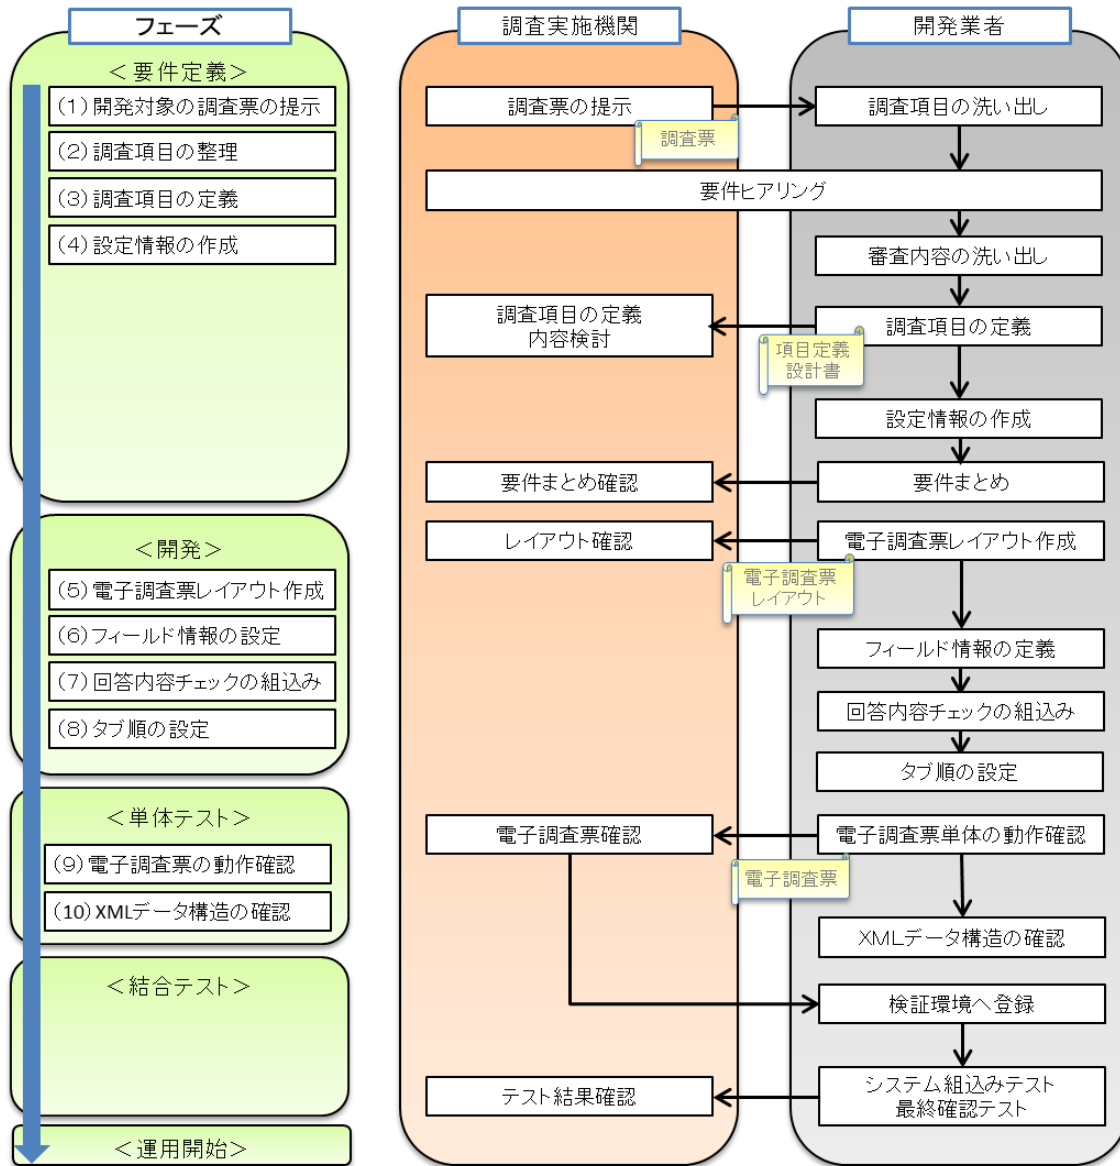 フェーズ
＜要件定義＞
(1)開発対象の調査票の提示
(2)調査項目の整理
(3)調査項目の定義
(4)設定情報の作成
＜開発＞
(5)電子調査票レイアウト作成
(6)フィールド情報の設定
(7)回答内容チェックの組込み
(8)タブ順の設定
＜単体テスト＞
(9)電子調査票の動作確認
(10)XMLデータ構造の確認
＜結合テスト＞
＜運用開始＞
調査実施機関
調査票の提示
調査票
要件ヒアリング
調査項目の定義
内容検討
要件まとめ確認
レイアウト確認
電子調査票確認
テスト結果確認
開発業者
調査項目の洗い出し
審査内容の洗い出し
調査項目の定義
項目定義
設計書
設定情報の作成
要件まとめ
電子調査票レイアウト作成
電子調査票
レイアウト
フィールド情報の定義
回答内容チェックの組込み
タブ順の設定
電子調査票単体の動作確認
電子調査票
XMLデータ構造の確認
検証環境へ登録
システム組込みテスト
最終確認テスト